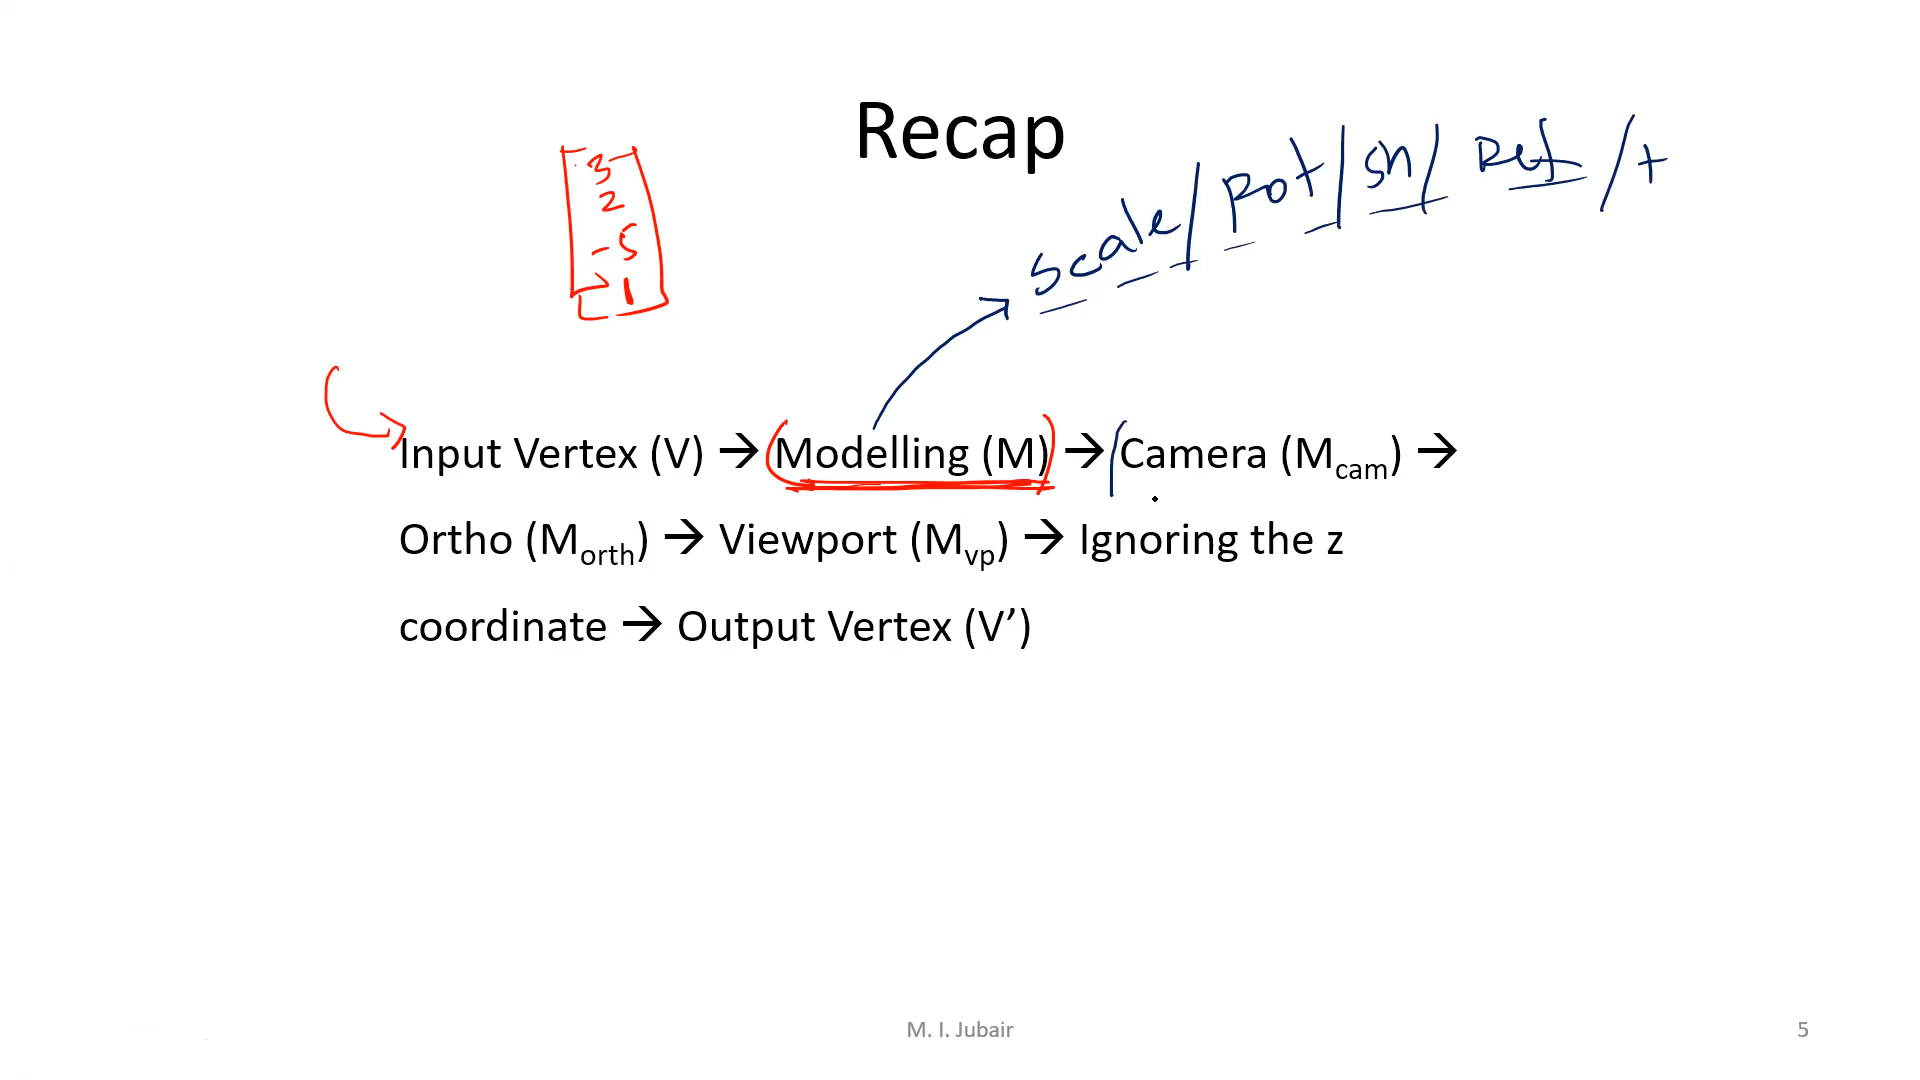 Recap
3
2
-5
1
Scale/Rot/Sh/Ref/t
Input Vertex (V) → Modelling (M) → Camera (Mcam) →
Ortho (Morth) → Viewport (Mvp) → Ignoring the z
coordinate → Output Vertex (V’)
M. I. Jubair
5